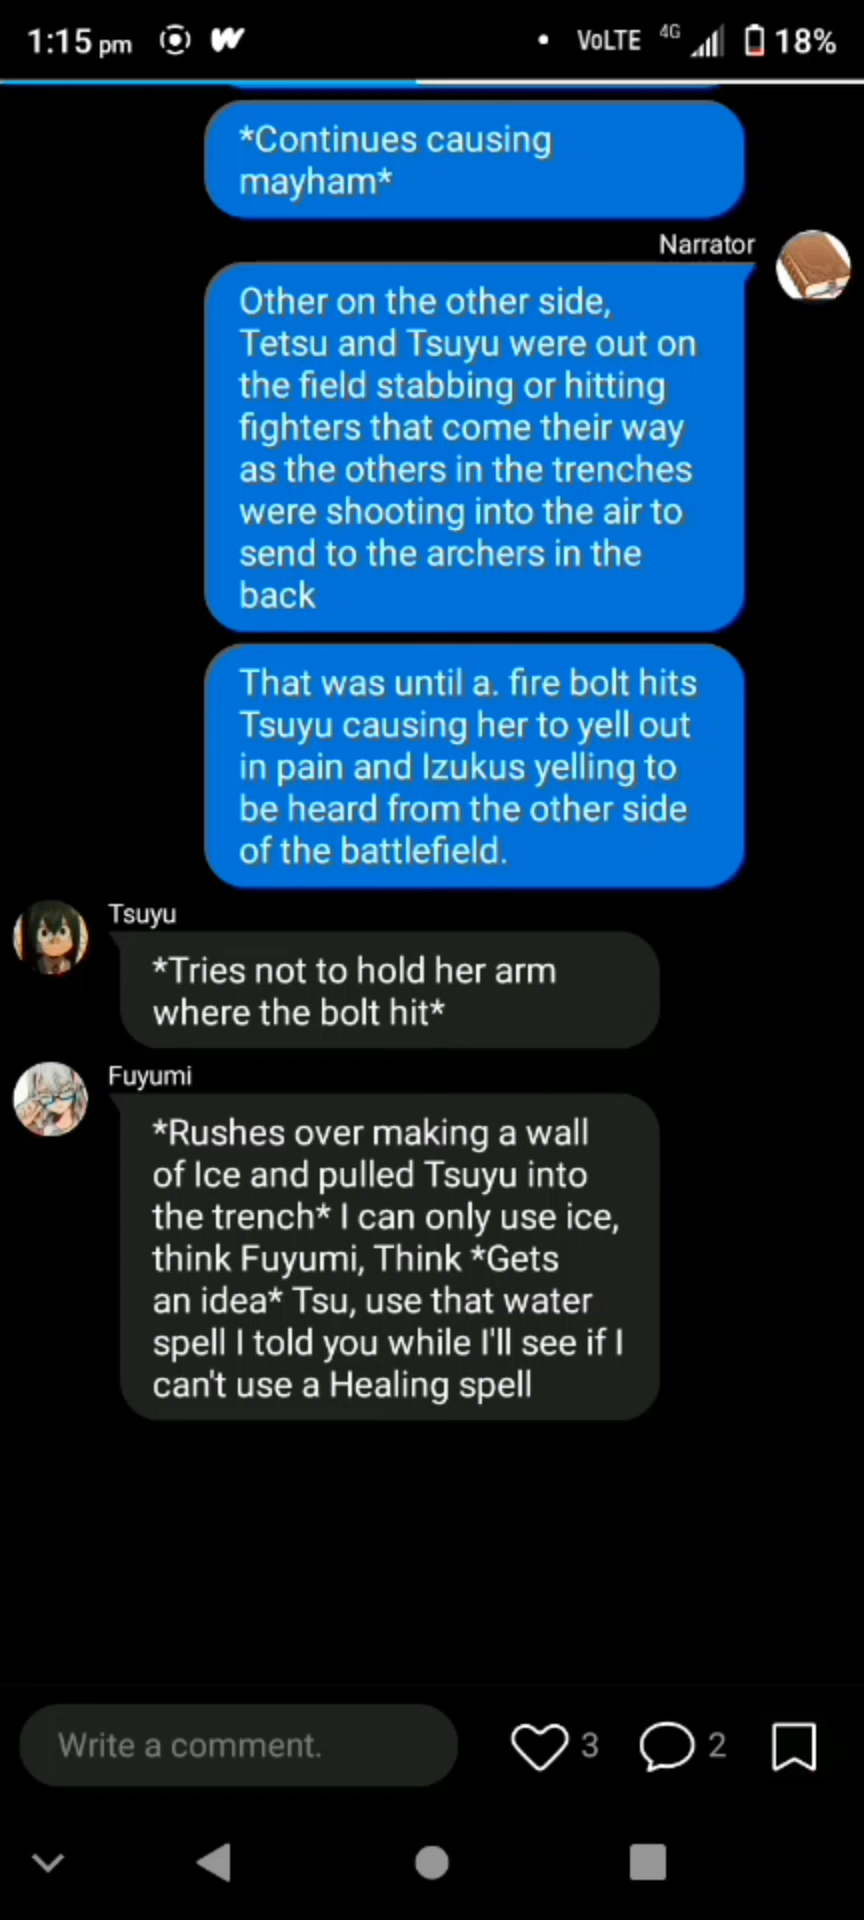 1:15 pm
VoLTE 4G 18%
*Continues causing
mayham*
Narrator
Other on the other side,
Tetsu and Tsuyu were out on
the field stabbing or hitting
fighters that come their way
as the others in the trenches
were shooting into the air to
send to the archers in the
back
That was until a. fire bolt hits
Tsuyu causing her to yell out
in pain and Izukus yelling to
be heard from the other side
of the battlefield.
Tsuyu
*Tries not to hold her arm
where the bolt hit*
Fuyumi
*Rushes over making a wall
of Ice and pulled Tsuyu into
the trench* I can only use ice,
think Fuyumi, Think *Gets
an idea* Tsu, use that water
spell I told you while I'll see if I
can't use a Healing spell
Write a comment.
3
2